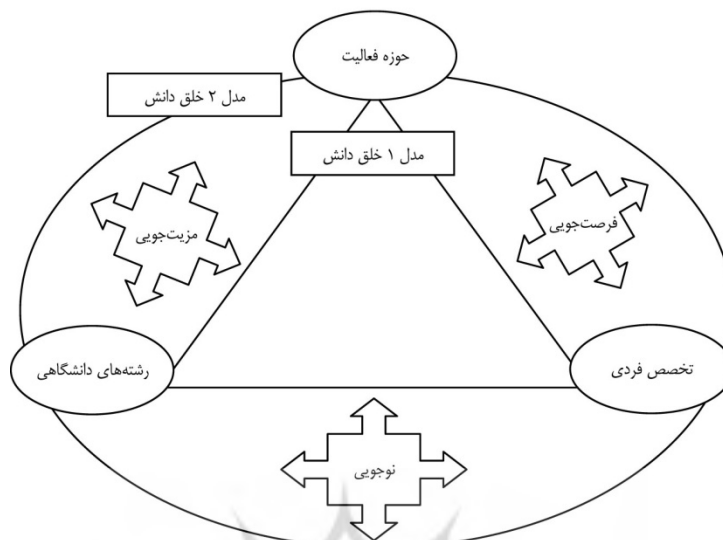 حوزه فعالیت
مدل ۲ خلق دانش
مدل ۱ خلق دانش
فرصت‌جویی
مزیت‌جویی
تخصص فردی
رشته‌های دانشگاهی
نوجویی